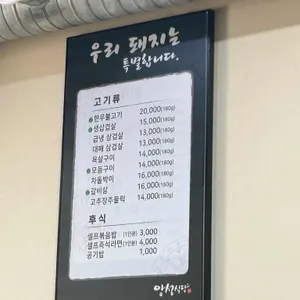 우리 돼지는
특별합니다.
고기류
한우불고기 20,000(180g)
생삼겹살 15,000(180g)
급냉 삼겹살 13,000(180g)
대패 삼겹살 13,000(180g)
목살구이 14,000(180g)
모듬구이 14,000(180g)
차돌박이 16,000(180g)
갈비살 16,000(180g)
고추장주물럭 14,000(180g)
후식
셀프볶음밥 (1인분) 3,000
셀프즉석라면(1인분) 4,000
공기밥 1,000